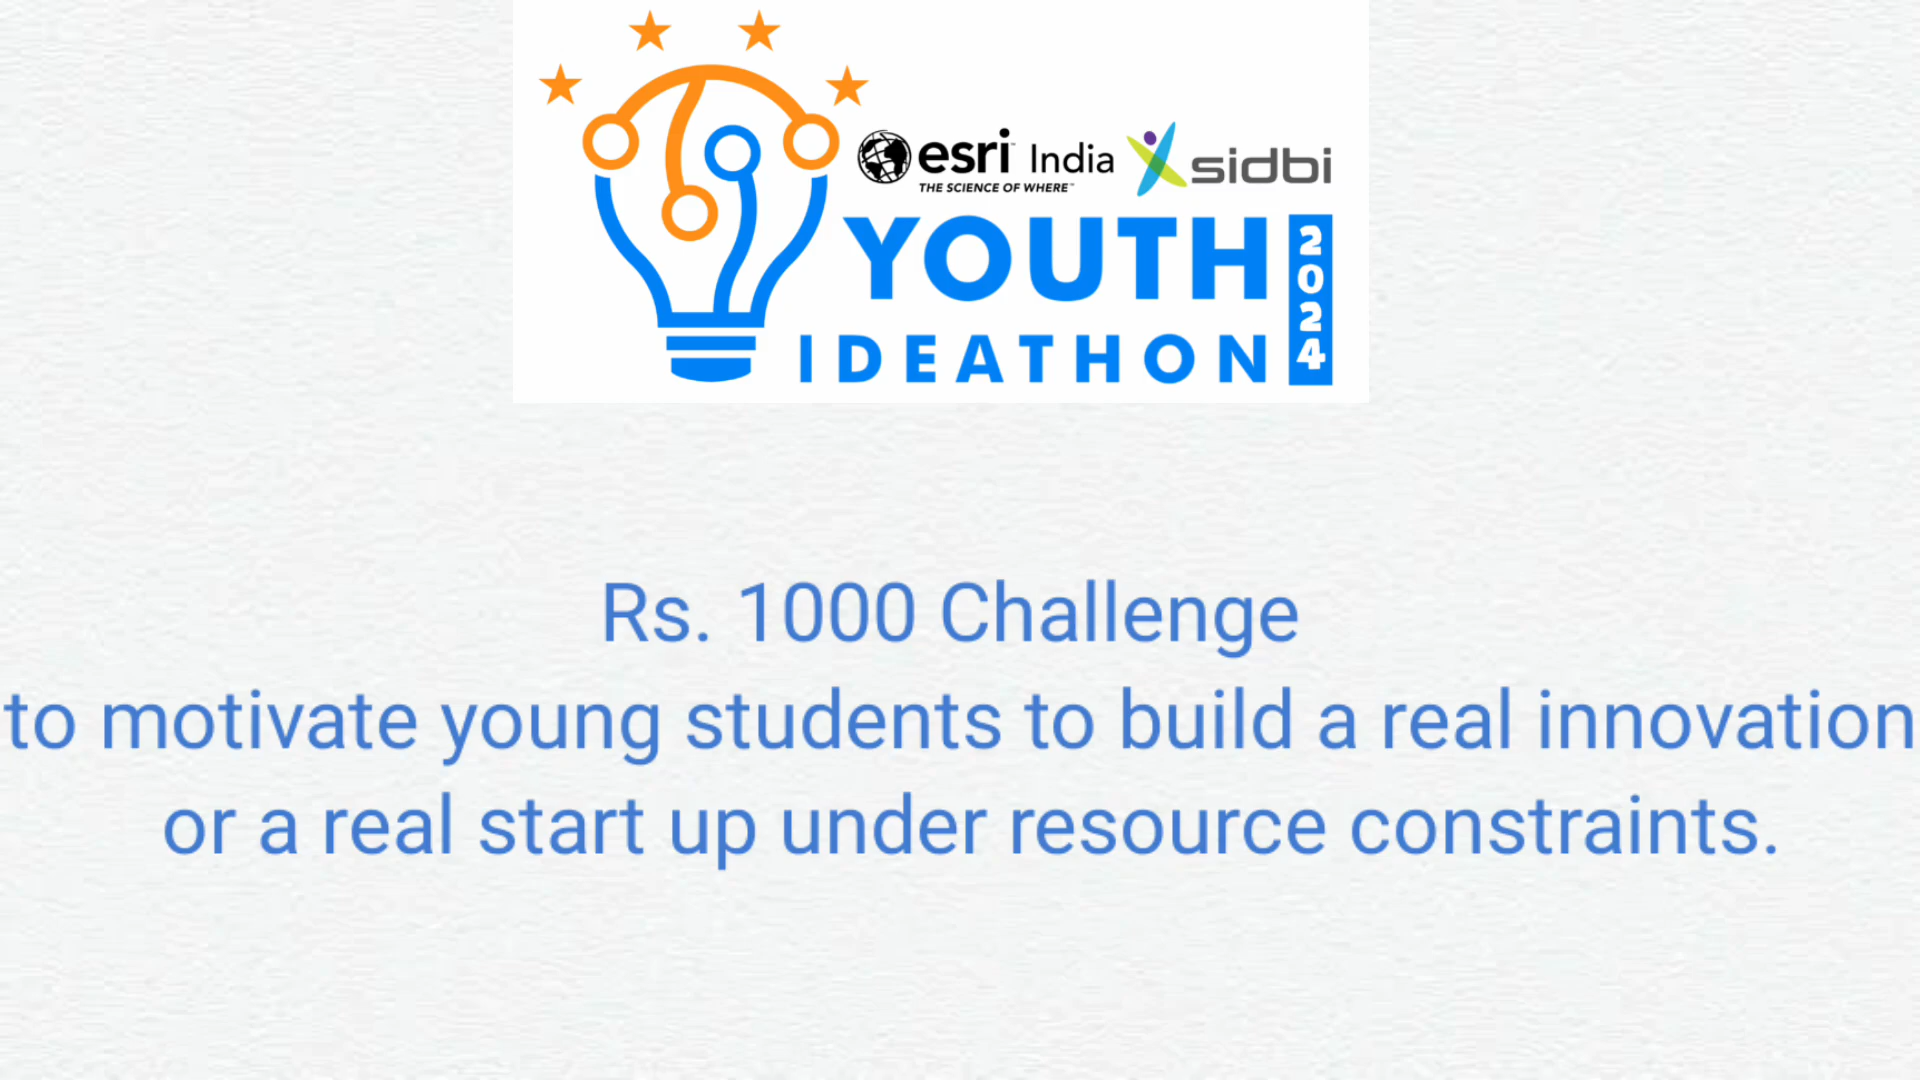 esri India
THE SCIENCE OF WHERE
sidbi
YOUTH
IDEATHON
2024
Rs. 1000 Challenge
to motivate young students to build a real innovation
or a real start up under resource constraints.